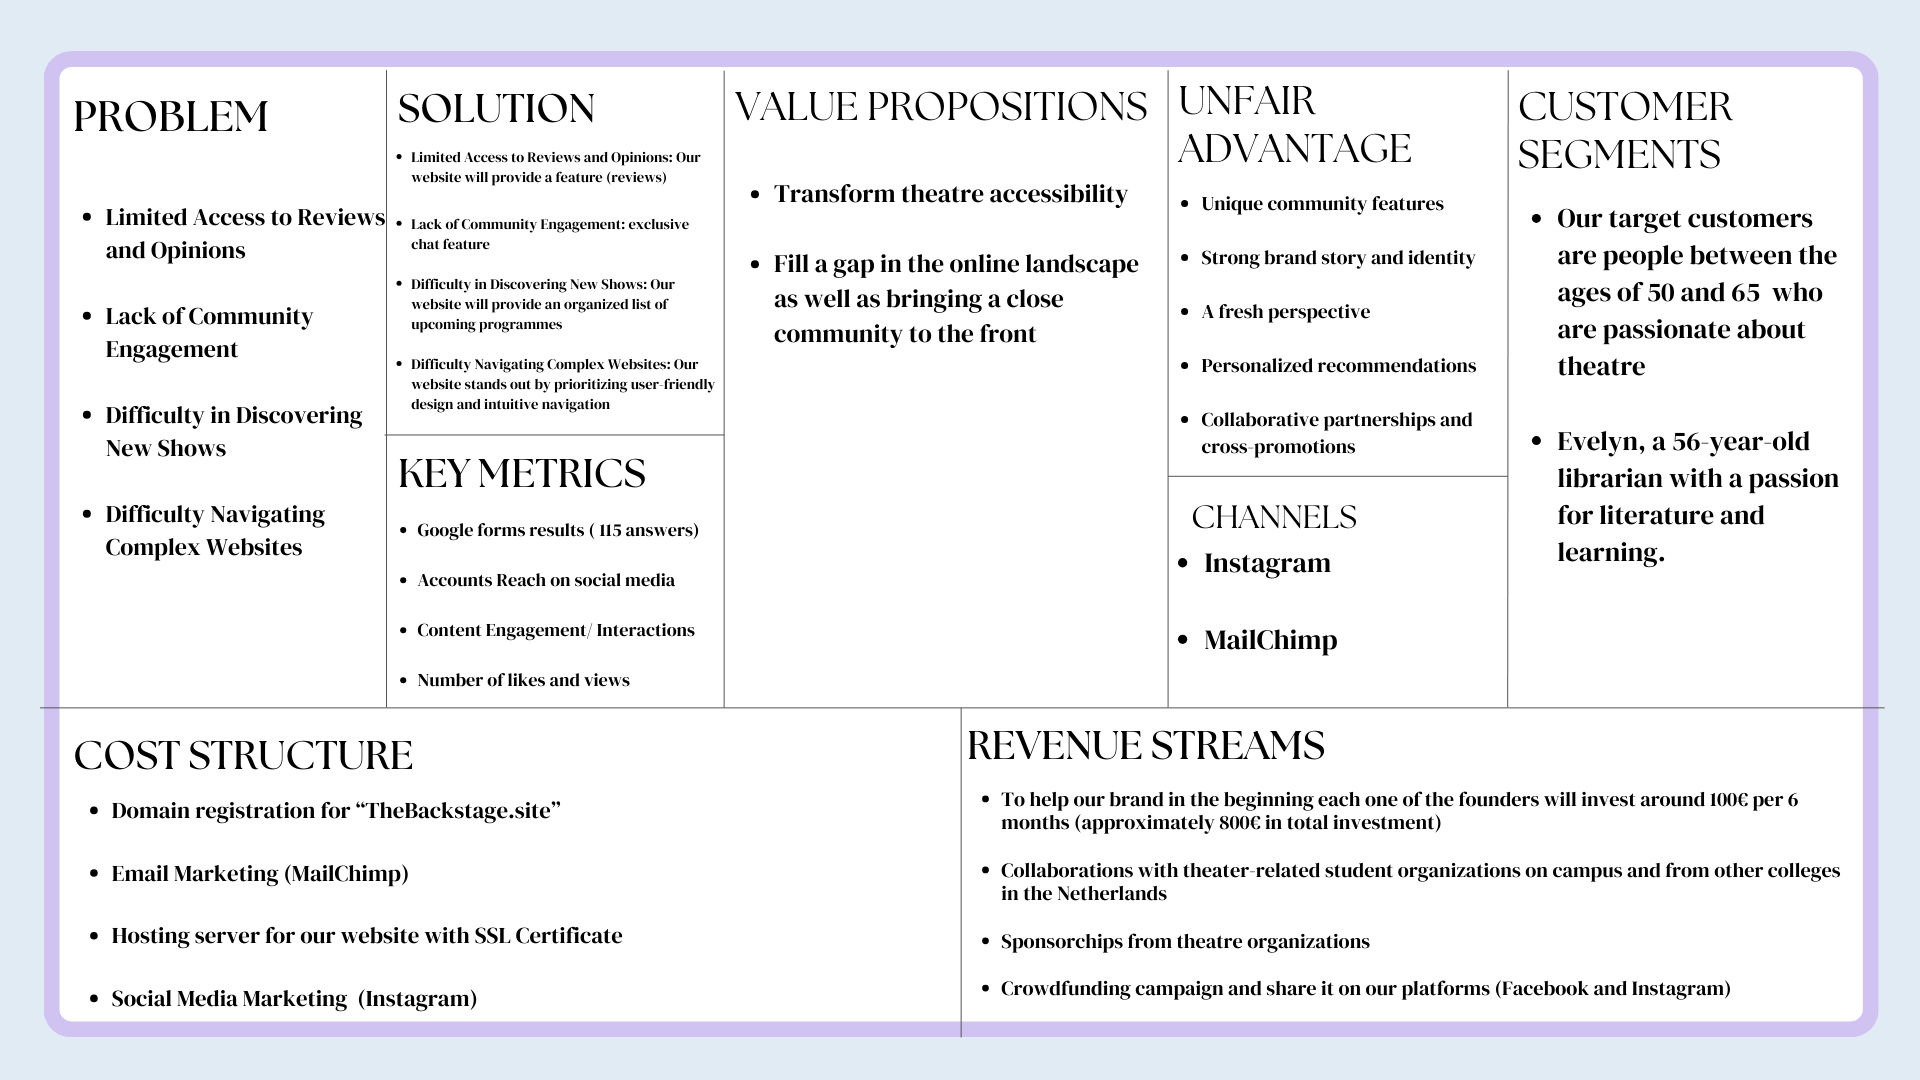 PROBLEM
Limited Access to Reviews
and Opinions
Lack of Community
Engagement
Difficulty in Discovering
New Shows
Difficulty Navigating
Complex Websites
SOLUTION
Limited Access to Reviews and Opinions: Our
website will provide a feature (reviews)
Lack of Community Engagement: exclusive
chat feature
Difficulty in Discovering New Shows: Our
website will provide an organized list of
upcoming programmes
Difficulty Navigating Complex Websites: Our
website stands out by prioritizing user-friendly
design and intuitive navigation
KEY METRICS
Google forms results ( 115 answers)
Accounts Reach on social media
Content Engagement/ Interactions
Number of likes and views
VALUE PROPOSITIONS
Transform theatre accessibility
Fill a gap in the online landscape
as well as bringing a close
community to the front
UNFAIR
ADVANTAGE
Unique community features
Strong brand story and identity
A fresh perspective
Personalized recommendations
Collaborative partnerships and
cross-promotions
CHANNELS
Instagram
MailChimp
CUSTOMER
SEGMENTS
Our target customers
are people between the
ages of 50 and 65  who
are passionate about
theatre
Evelyn, a 56-year-old
librarian with a passion
for literature and
learning.
COST STRUCTURE
Domain registration for “TheBackstage.site”
Email Marketing (MailChimp)
Hosting server for our website with SSL Certificate
Social Media Marketing  (Instagram)
REVENUE STREAMS
To help our brand in the beginning each one of the founders will invest around 100€ per 6
months (approximately 800€ in total investment)
Collaborations with theater-related student organizations on campus and from other colleges
in the Netherlands
Sponsorchips from theatre organizations
Crowdfunding campaign and share it on our platforms (Facebook and Instagram)